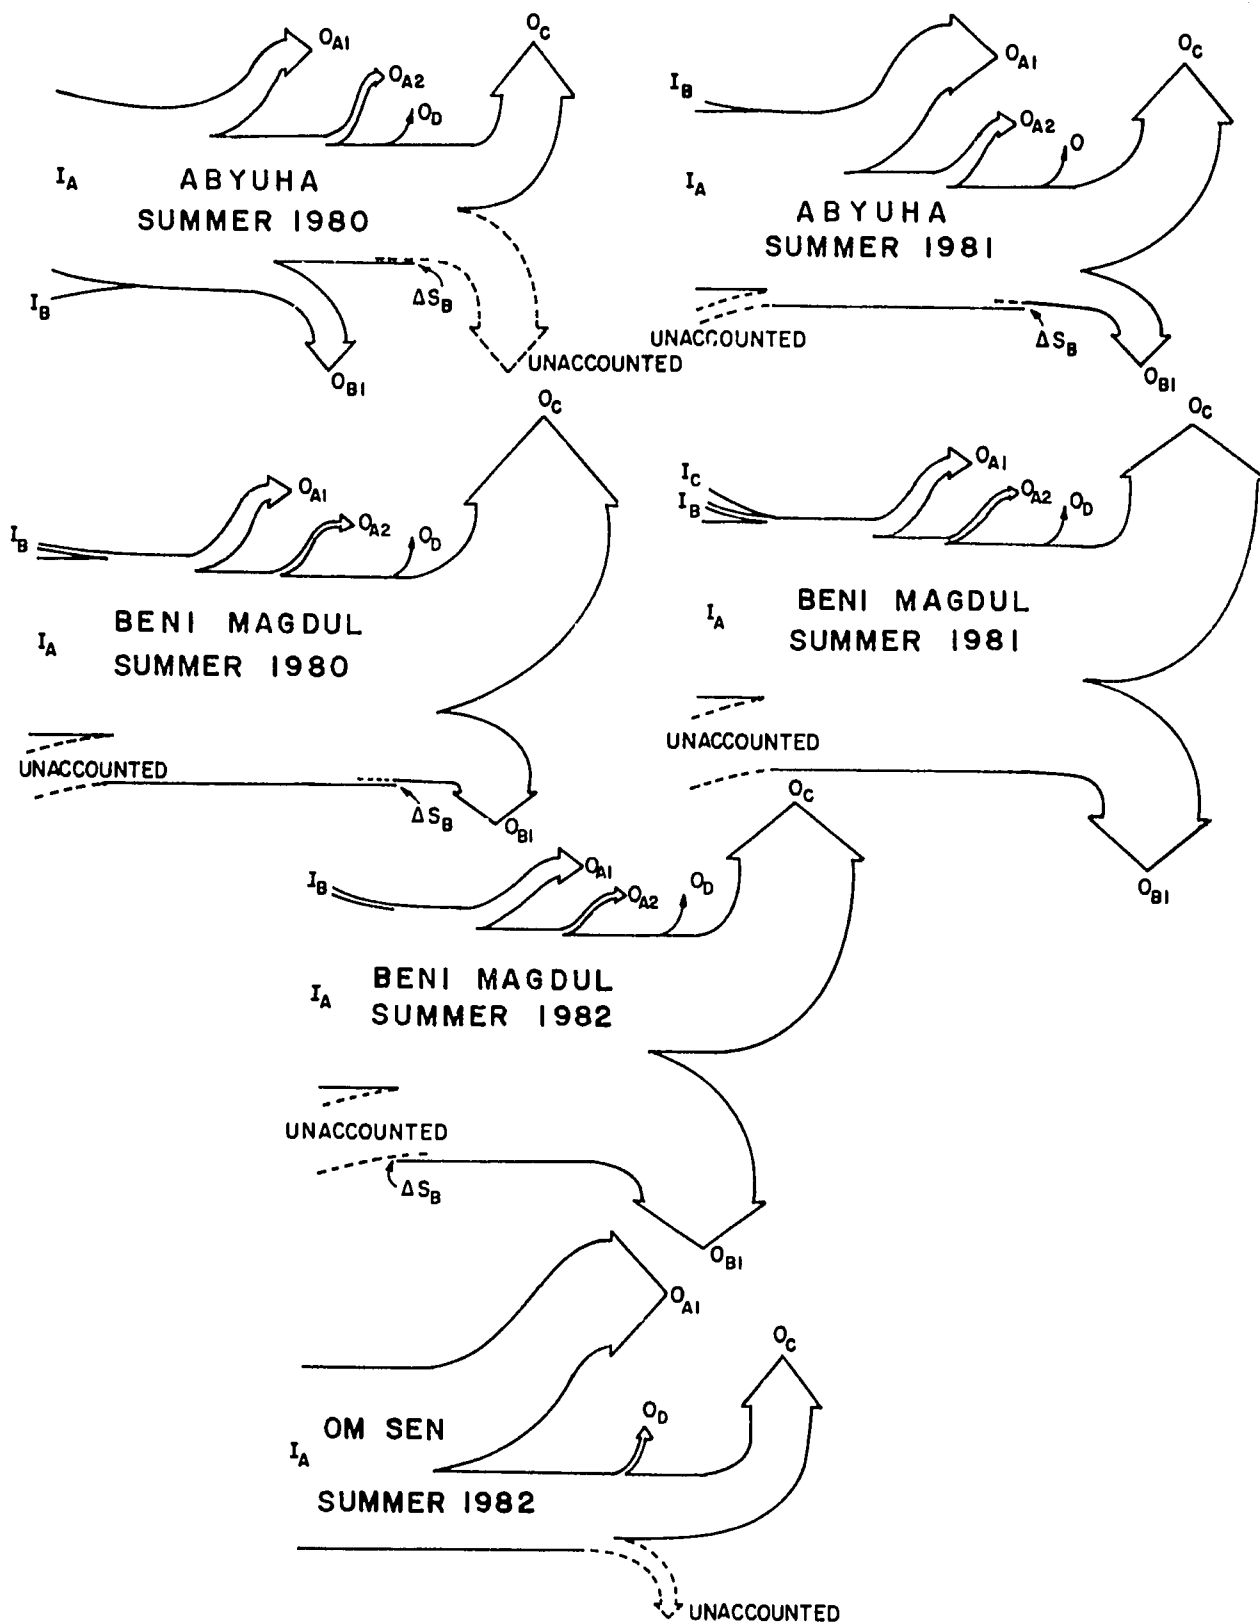 O_A1
O_A2
O_D
O_C
I_A
ABYUHA
SUMMER 1980
I_B
ΔS_B
O_B1
UNACCOUNTED
I_B
O_A1
O_A2
O
O_C
I_A
ABYUHA
SUMMER 1981
UNACCOUNTED
ΔS_B
O_B1
O_C
O_A1
O_A2
O_D
I_B
I_A
BENI MAGDUL
SUMMER 1980
UNACCOUNTED
ΔS_B
O_B1
O_C
I_C
I_B
O_A1
O_A2
O_D
I_A
BENI MAGDUL
SUMMER 1981
UNACCOUNTED
O_B1
O_C
I_B
O_A1
O_A2
O_D
I_A
BENI MAGDUL
SUMMER 1982
UNACCOUNTED
ΔS_B
O_B1
O_A1
O_C
O_D
I_A
OM SEN
SUMMER 1982
UNACCOUNTED